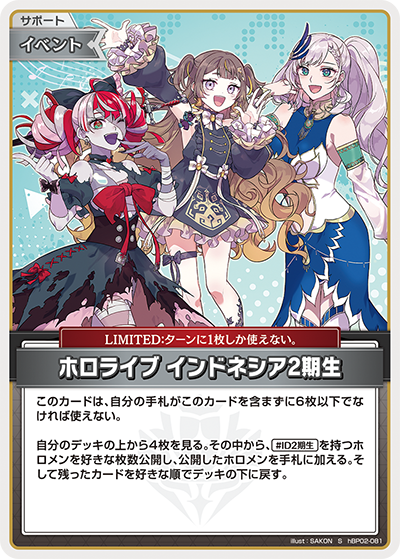 サポート
イベント
LIMITED:ターンに1枚しか使えない。
ホロライブ インドネシア2期生
このカードは、自分の手札がこのカードを含まずに6枚以下で
なければ使えない。
自分のデッキの上から4枚を見る。その中から、#ID2期生を持つホ
ロメンを好きな枚数公開し、公開したホロメンを手札に加える。そ
して残ったカードを好きな順でデッキの下に戻す。
illust：SAKON S hBP02-081